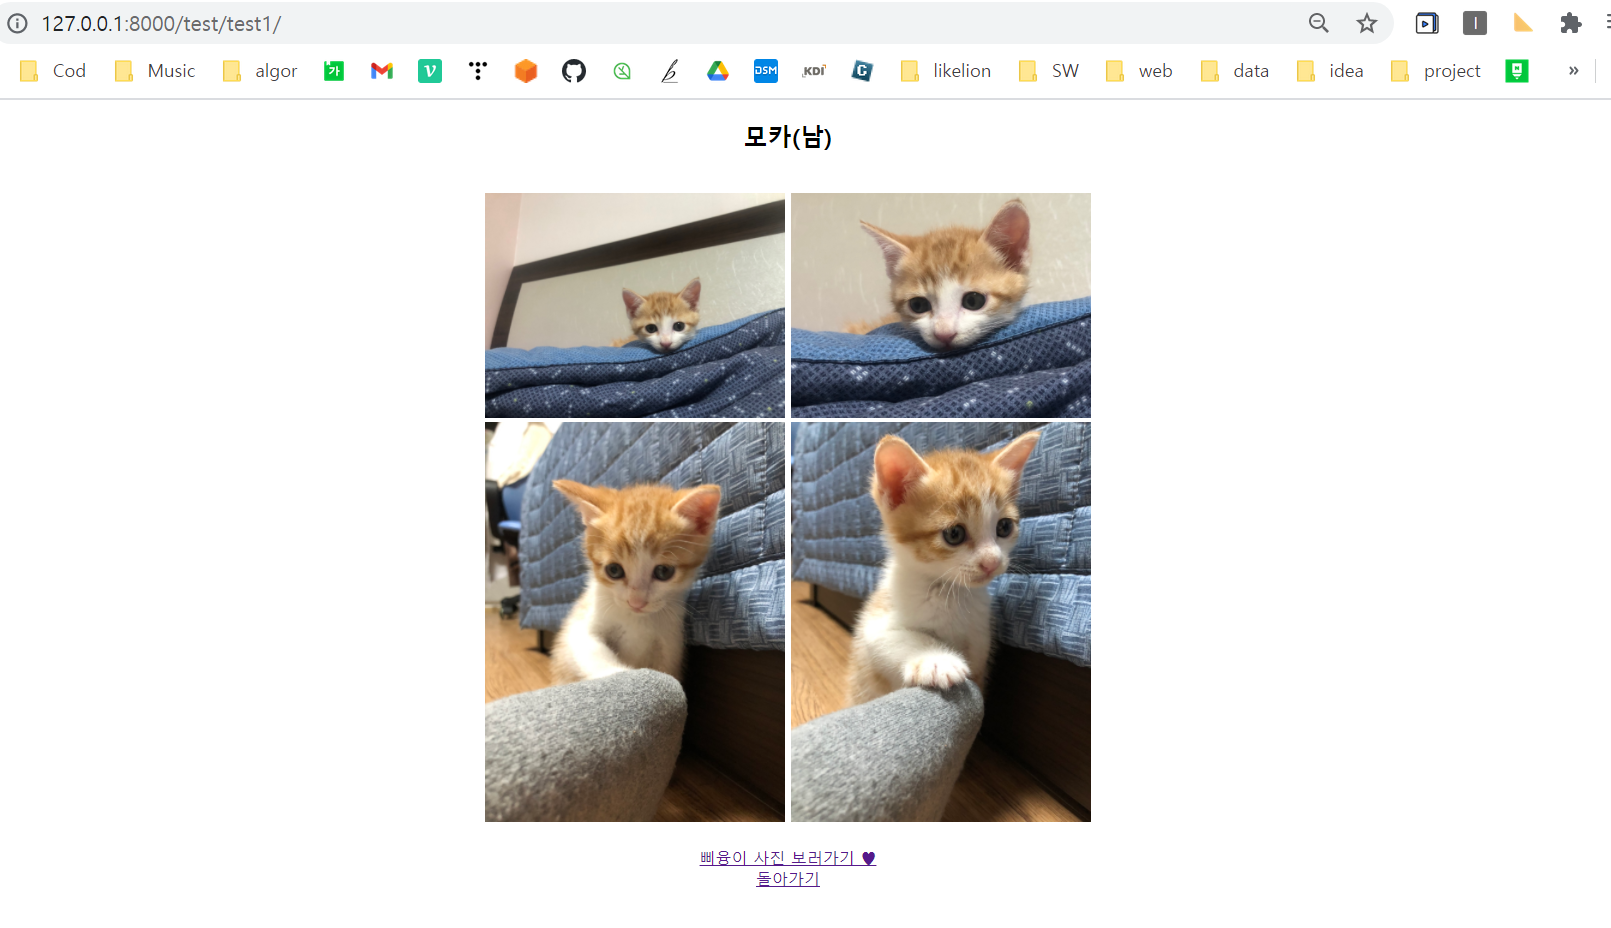 127.0.0.1:8000/test/test1/
Cod Music algor 가 V DSM KDI C likelion SW web data idea project »
모카(남)
삐용이 사진 보러가기 ♥
돌아가기